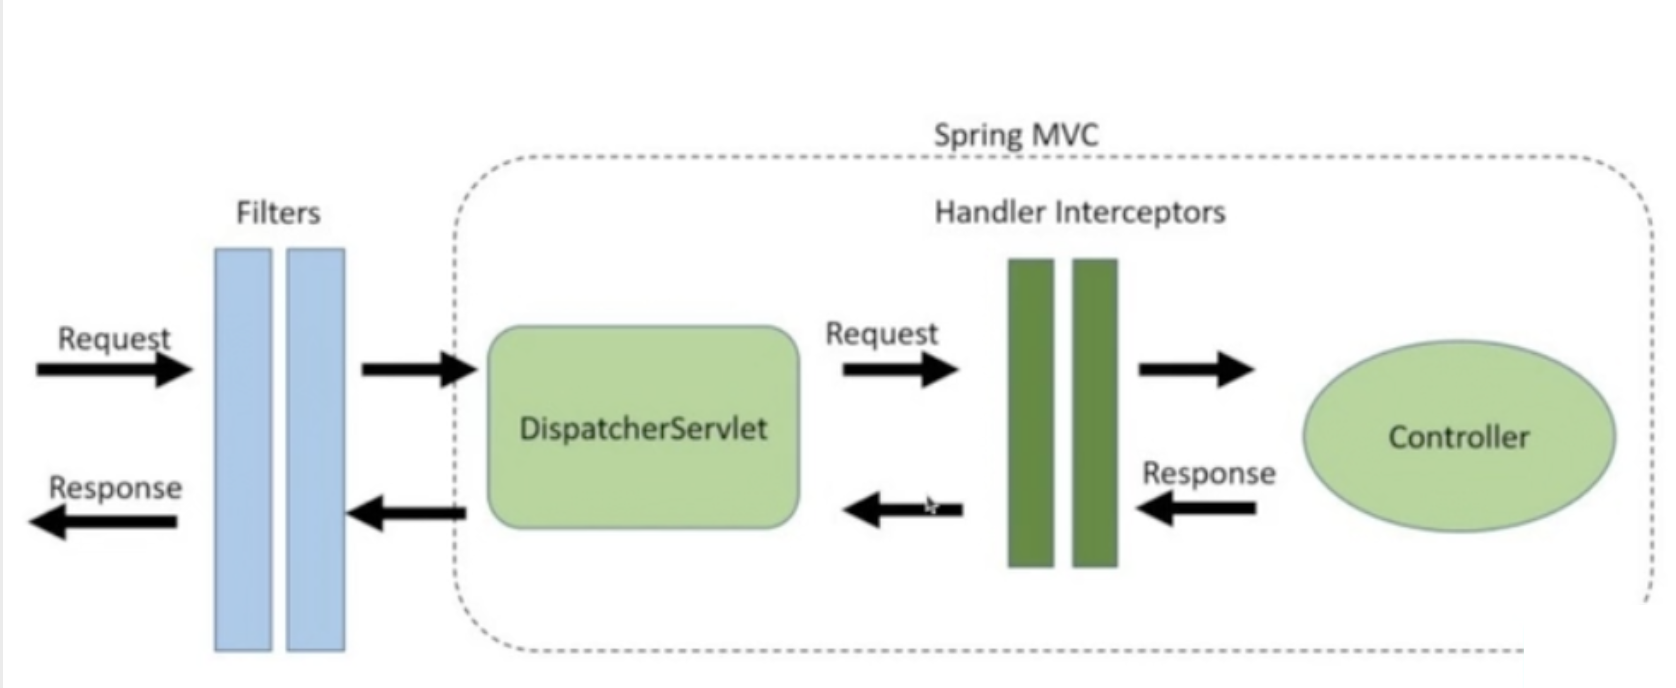 Spring MVC
Filters
Handler Interceptors
Request
Request
DispatcherServlet
Controller
Response
Response